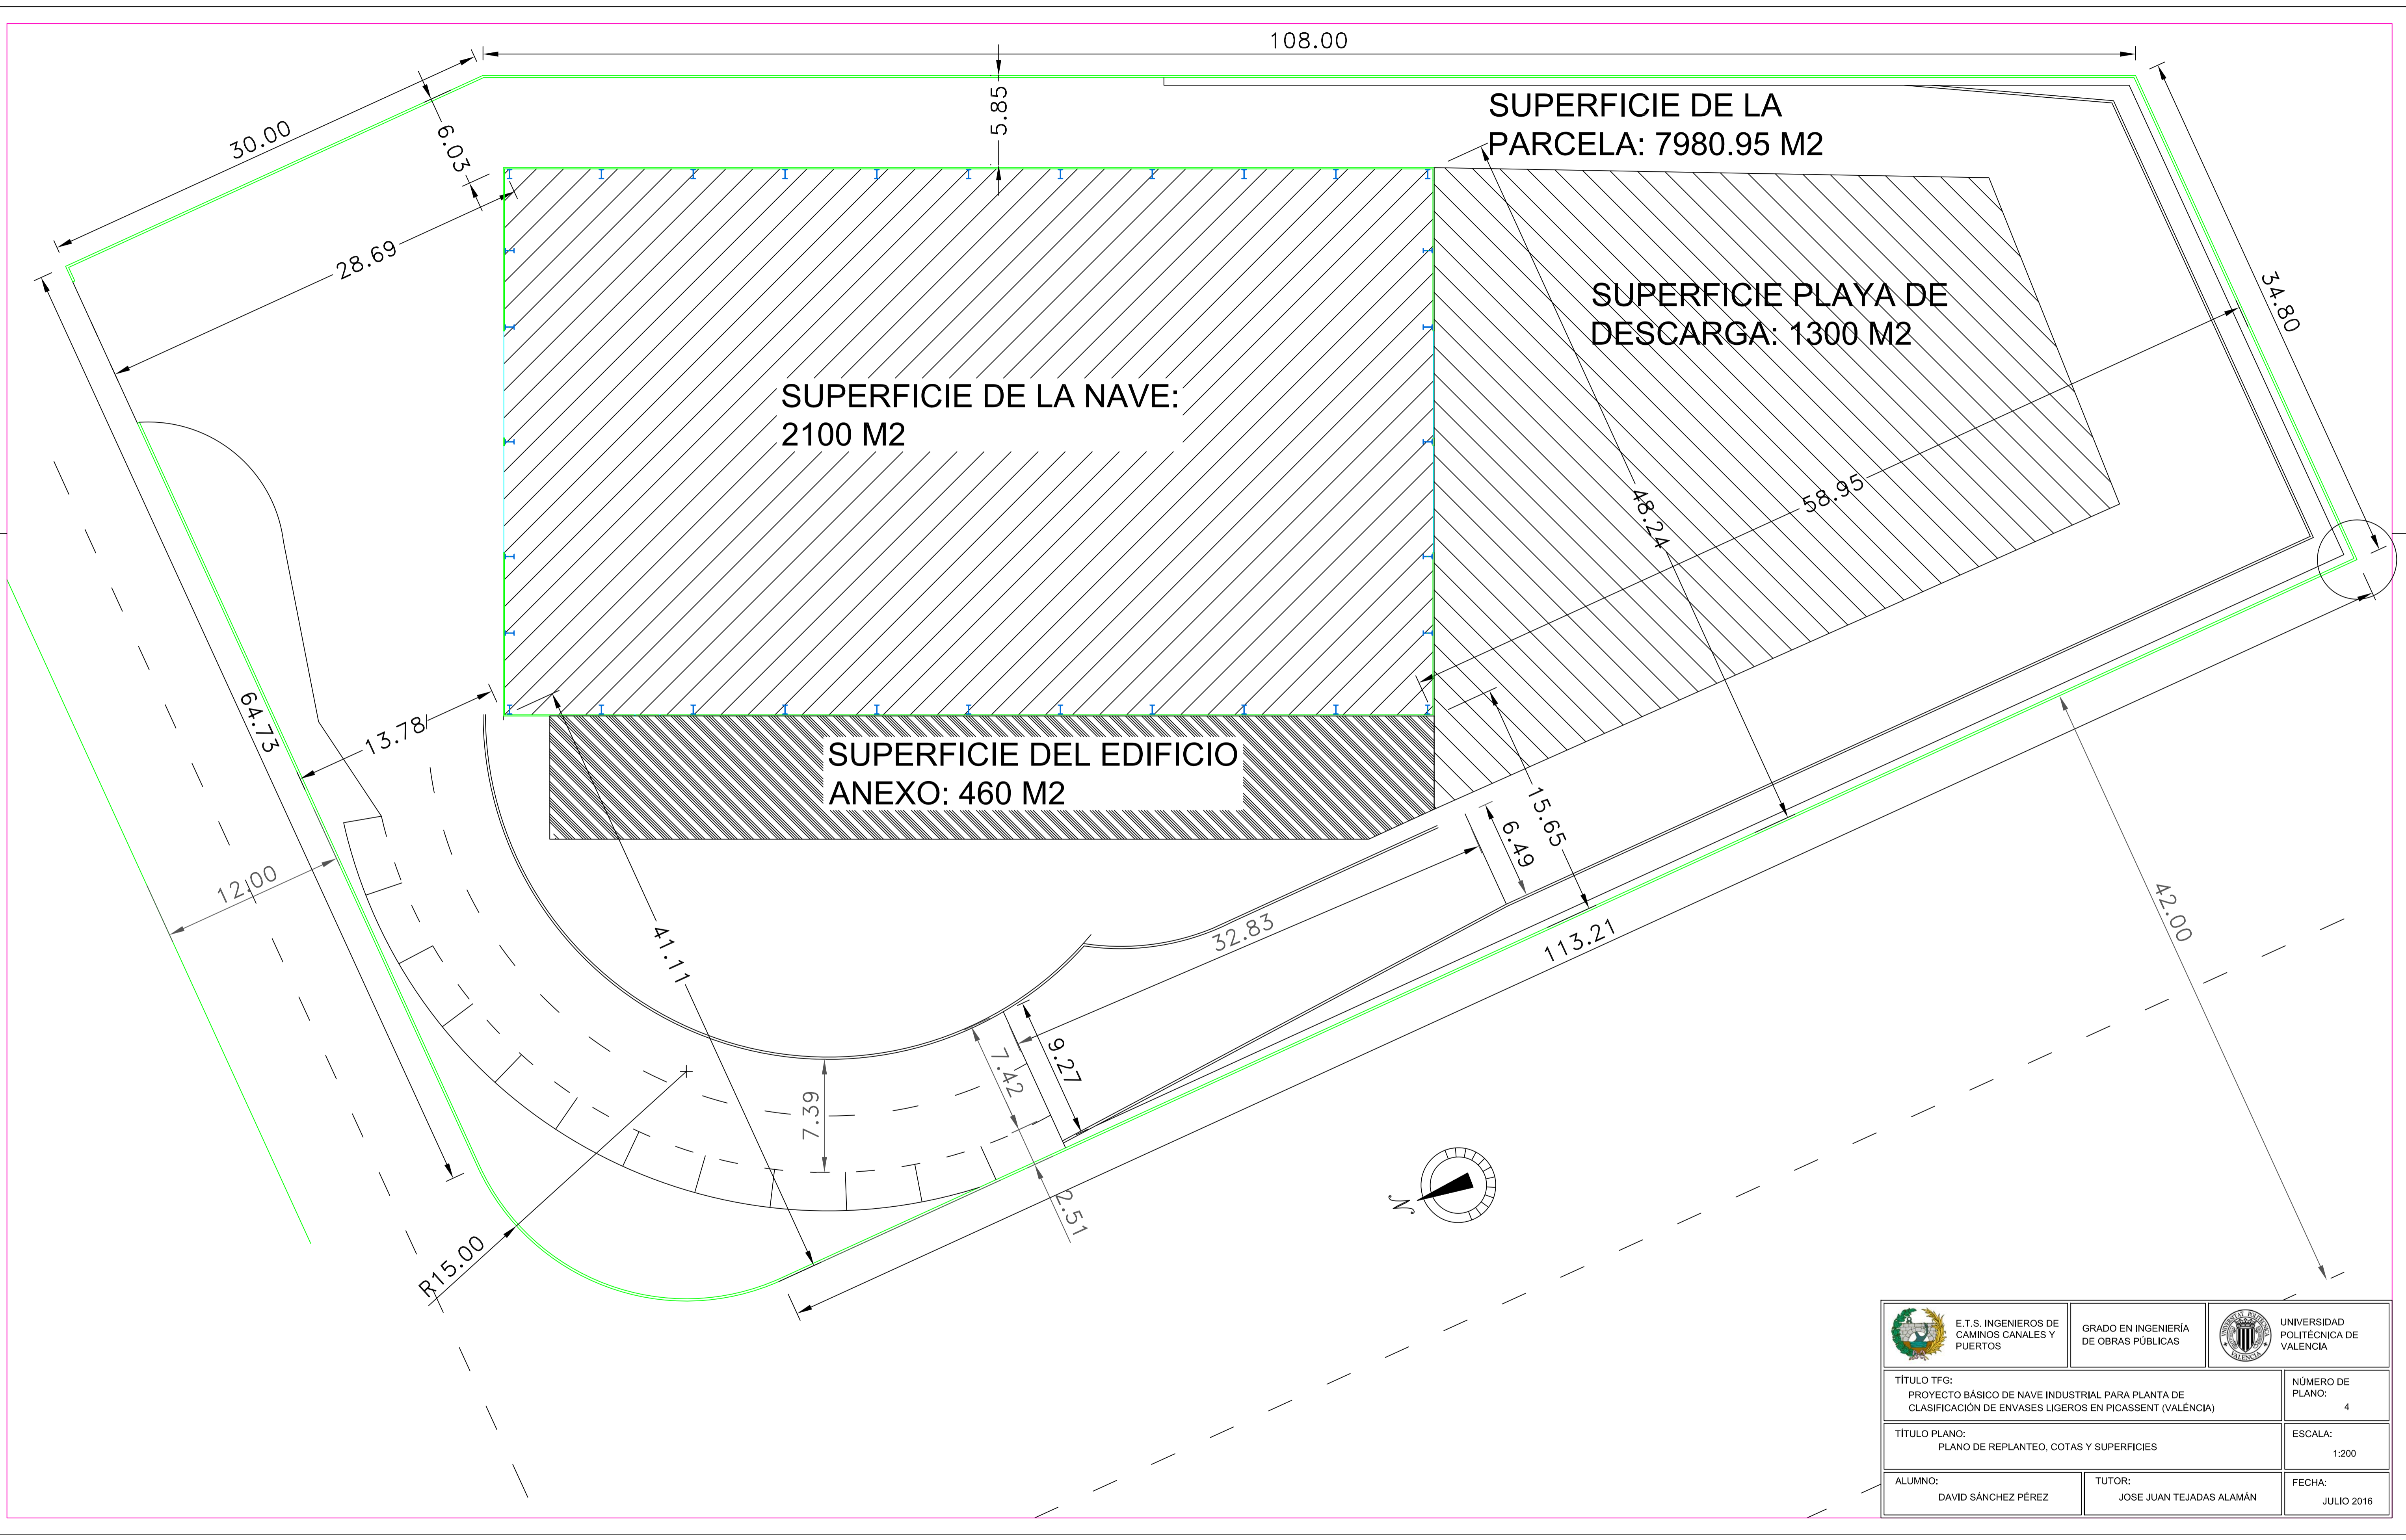 108.00
30.00
6.03
5.85
SUPERFICIE DE LA
PARCELA: 7980.95 M2
28.69
34.80
SUPERFICIE PLAYA DE
DESCARGA: 1300 M2
SUPERFICIE DE LA NAVE:
2100 M2
58.95
48.24
64.73
13.78
SUPERFICIE DEL EDIFICIO
ANEXO: 460 M2
15.65
6.49
12.00
41.11
32.83
113.21
42.00
9.27
7.42
7.39
2.51
R15.00
N
E.T.S. INGENIEROS DE
CAMINOS CANALES Y
PUERTOS
GRADO EN INGENIERÍA
DE OBRAS PÚBLICAS
UNIVERSITAT POLITÈCNICA
VALENCIA
UNIVERSIDAD
POLITÉCNICA DE
VALENCIA
TÍTULO TFG:
PROYECTO BÁSICO DE NAVE INDUSTRIAL PARA PLANTA DE
CLASIFICACIÓN DE ENVASES LIGEROS EN PICASSENT (VALÉNCIA)
NÚMERO DE
PLANO:
4
TÍTULO PLANO:
PLANO DE REPLANTEO, COTAS Y SUPERFICIES
ESCALA:
1:200
ALUMNO:
DAVID SÁNCHEZ PÉREZ
TUTOR:
JOSE JUAN TEJADAS ALAMÁN
FECHA:
JULIO 2016